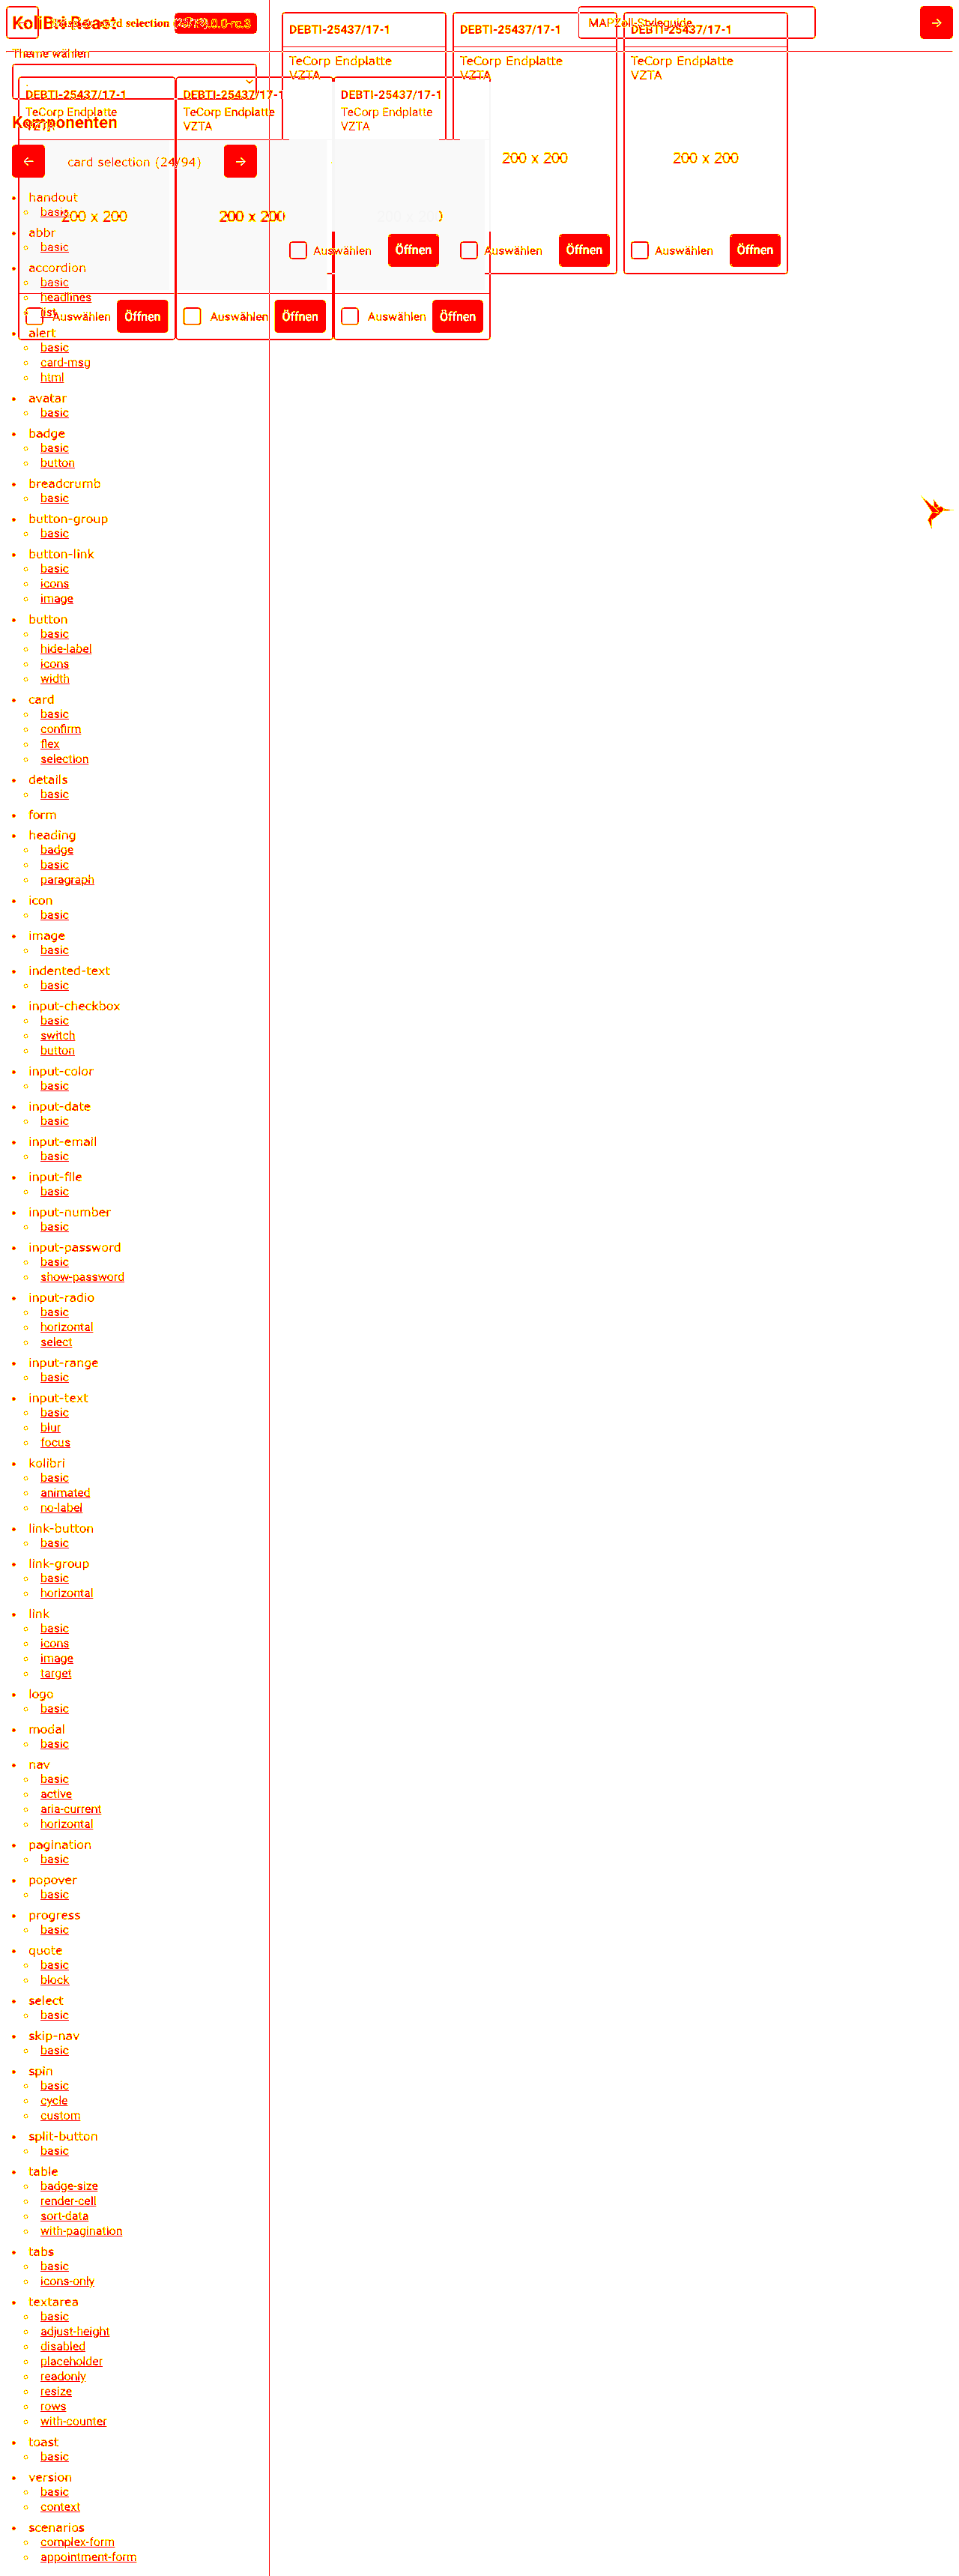 KoliBri React
selection
.0.0-rc.3
MAPZoll-Styleguide
Theme wählen
DEBTI-25437/17-1
DEBTI-25437/17-1
DEBTI-25437/17-1
TeCorp Endplatte
VZTA
TeCorp Endplatte
VZTA
TeCorp Endplatte
VZTA
DEBTI-25437/17-1
DEBTI-25437/17-1
DEBTI-25437/17-1
TeCorp Endplatte
VZTA
TeCorp Endplatte
VZTA
TeCorp Endplatte
VZTA
Komponenten
card selection (24/94)
200 x 200
200 x 200
200 x 200
200 x 200
Auswählen Öffnen
Auswählen Öffnen
Auswählen Öffnen
Auswählen Öffnen
Auswählen Öffnen
Auswählen Öffnen
handout
basic
abbr
basic
accordion
basic
headlines
list
alert
basic
card-msg
html
avatar
basic
badge
basic
button
breadcrumb
basic
button-group
basic
button-link
basic
icons
image
button
basic
hide-label
icons
width
card
basic
confirm
flex
selection
details
basic
form
heading
badge
basic
paragraph
icon
basic
image
basic
indented-text
basic
input-checkbox
basic
switch
button
input-color
basic
input-date
basic
input-email
basic
input-file
basic
input-number
basic
input-password
basic
show-password
input-radio
basic
horizontal
select
input-range
basic
input-text
basic
blur
focus
kolibri
basic
animated
no-label
link-button
basic
link-group
basic
horizontal
link
basic
icons
image
target
logo
basic
modal
basic
nav
basic
active
aria-current
horizontal
pagination
basic
popover
basic
progress
basic
quote
basic
block
select
basic
skip-nav
basic
spin
basic
cycle
custom
split-button
basic
table
badge-size
render-cell
sort-data
with-pagination
tabs
basic
icons-only
textarea
basic
adjust-height
disabled
placeholder
readonly
resize
rows
with-counter
toast
basic
version
basic
context
scenarios
complex-form
appointment-form